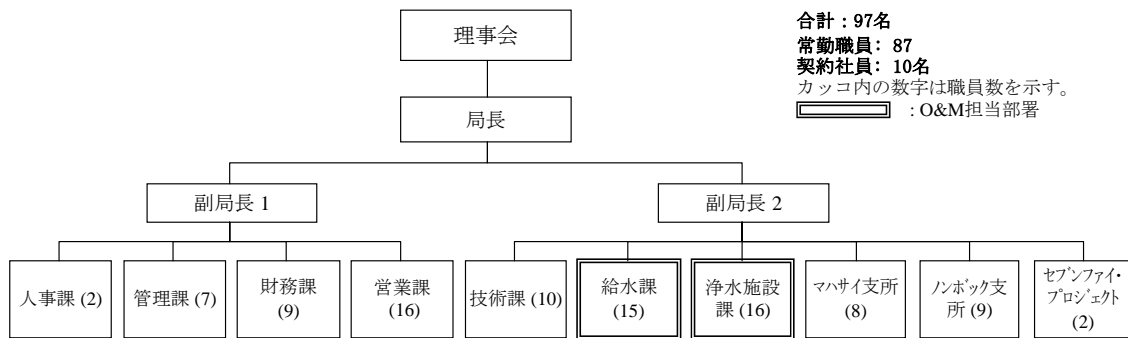 合計：97名
常勤職員： 87
契約社員： 10名
カッコ内の数字は職員数を示す。
：O&M担当部署
理事会
局長
副局長 1
副局長 2
人事課 (2)
管理課 (7)
財務課
(9)
営業課
(16)
技術課 (10)
給水課
(15)
浄水施設
課 (16)
マハサイ支所
(8)
ノンボック支
所 (9)
セブンファイ・
プロジェクト
(2)